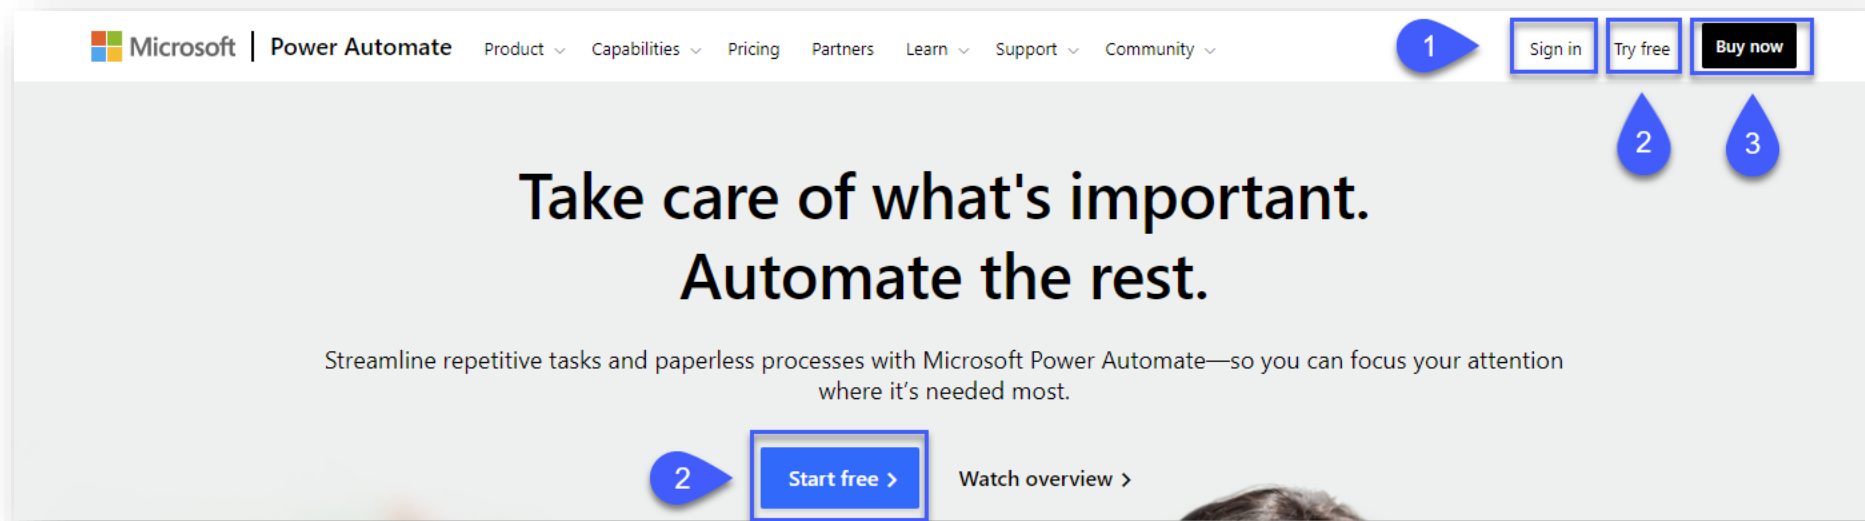 Microsoft | Power Automate Product Capabilities Pricing Partners Learn Support Community 1 Sign in Try free Buy now
2 3
Take care of what's important.
Automate the rest.
Streamline repetitive tasks and paperless processes with Microsoft Power Automate—so you can focus your attention
where it’s needed most.
2 Start free > Watch overview >